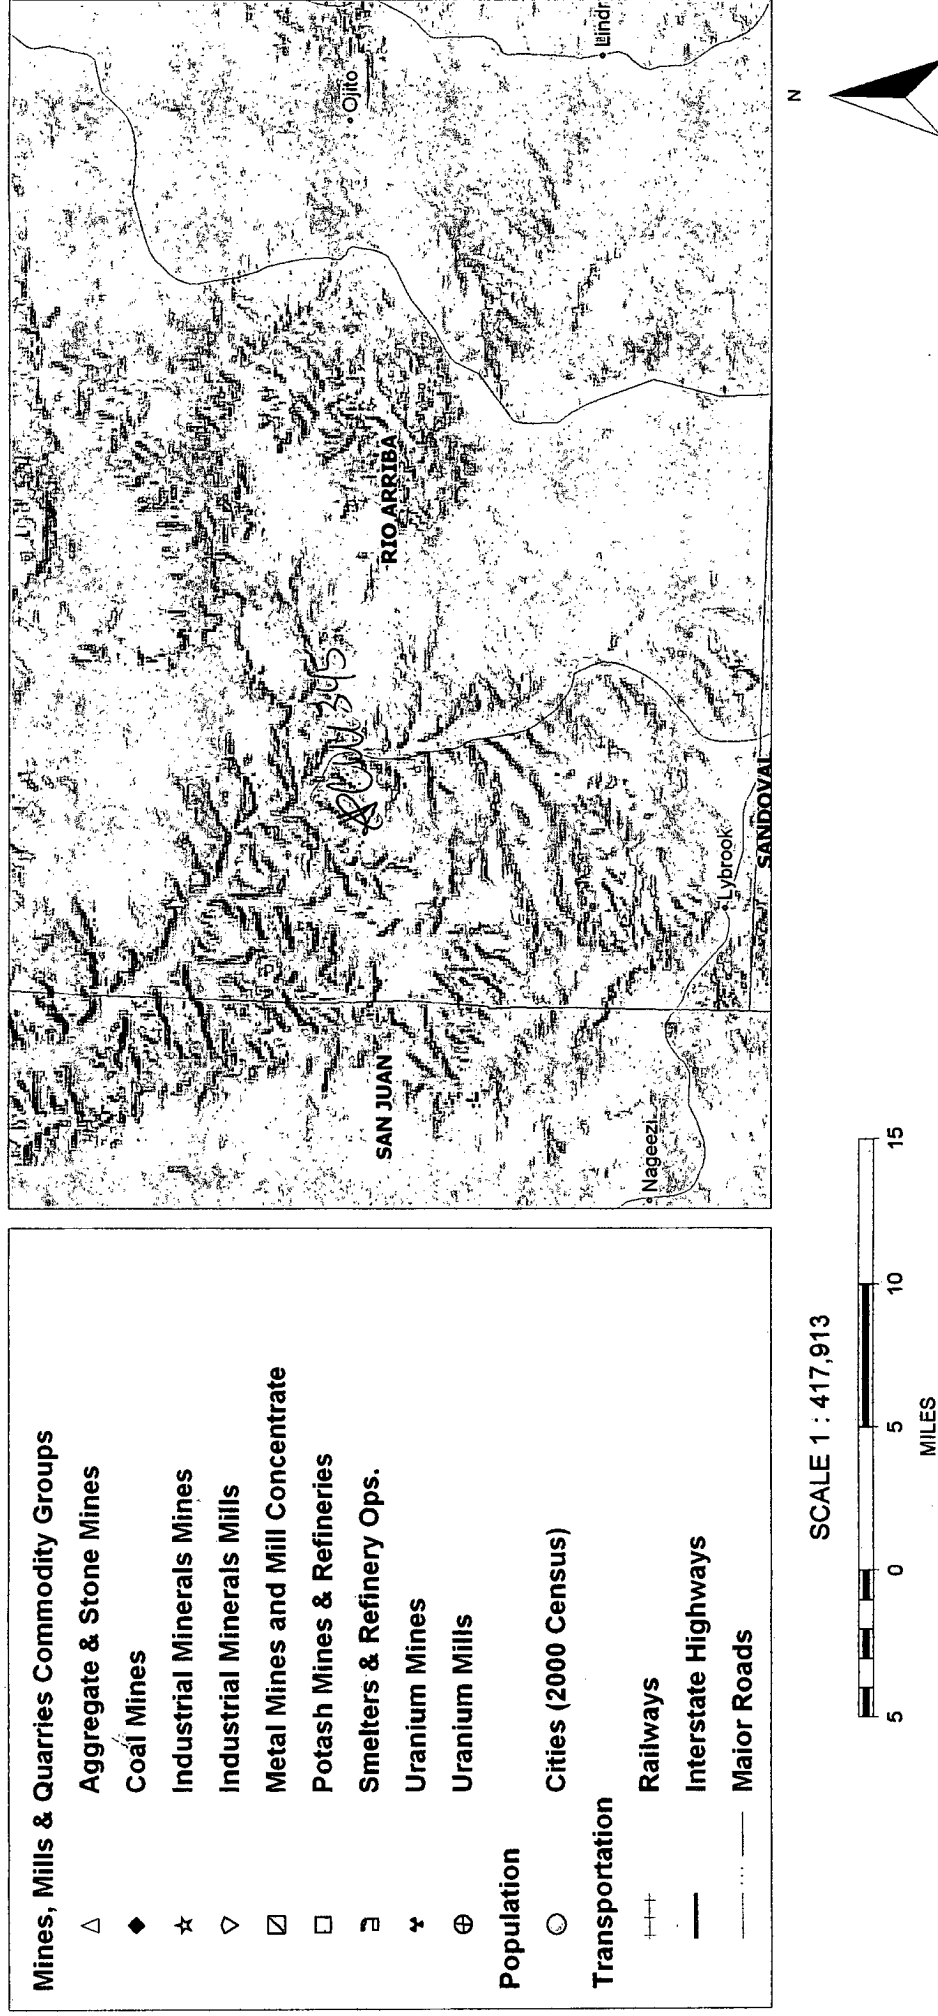 Mines, Mills & Quarries Commodity Groups
Aggregate & Stone Mines
Coal Mines
Industrial Minerals Mines
Industrial Minerals Mills
Metal Mines and Mill Concentrate
Potash Mines & Refineries
Smelters & Refinery Ops.
Uranium Mines
Uranium Mills
Population
Cities (2000 Census)
Transportation
Railways
Interstate Highways
Major Roads
Ojito
Lindr
RIO ARRIBA
345
SAN JUAN
Nageezi
Lybrook
SANDOVAL
SCALE 1 : 417,913
5 0 5 10 15
MILES
N